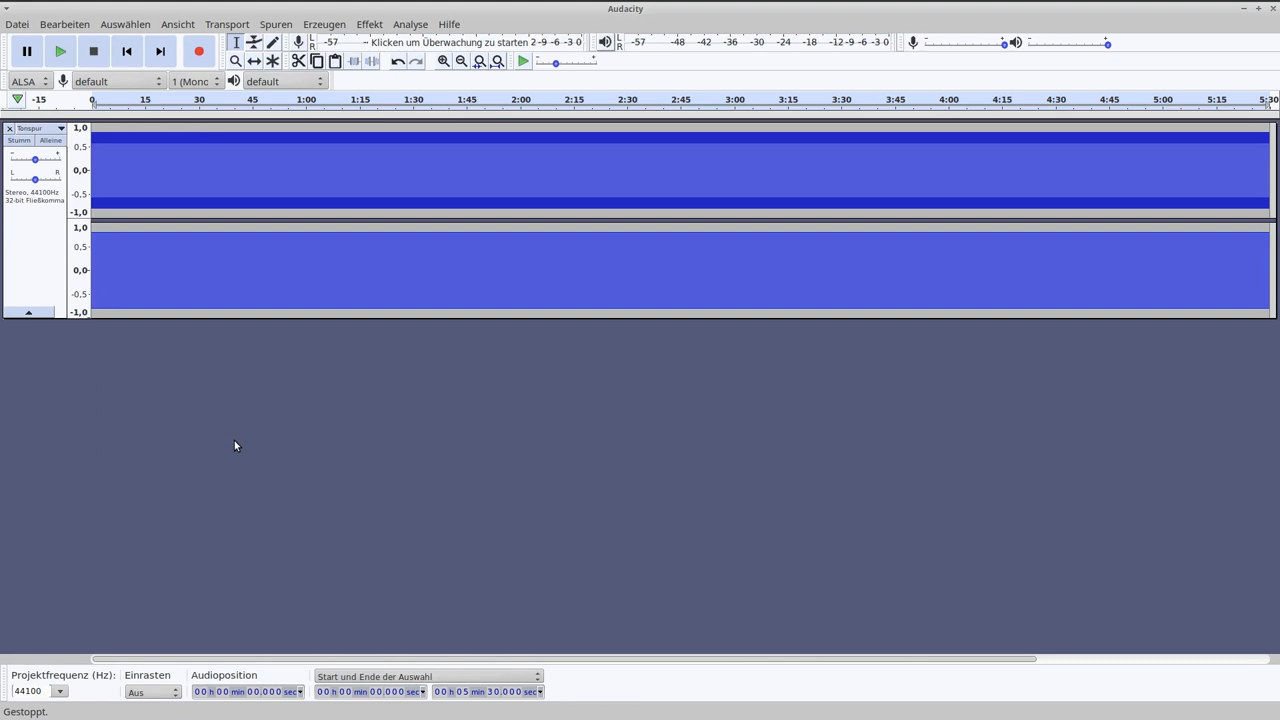 Audacity
Datei Bearbeiten Auswählen Ansicht Transport Spuren Erzeugen Effekt Analyse Hilfe
L R -57 Klicken um Überwachung zu starten 2 -9 -6 -3 0 L R -57 -48 -42 -36 -30 -24 -18 -12 -9 -6 -3 0
ALSA default 1 (Monc default
-15 0 15 30 45 1:00 1:15 1:30 1:45 2:00 2:15 2:30 2:45 3:00 3:15 3:30 3:45 4:00 4:15 4:30 4:45 5:00 5:15 5:30
Tonspur 1,0
Stumm Alleine 0,5
0,0
L R
Stereo, 44100Hz -0,5
32-bit Fließkomma
-1,0
1,0
0,5
0,0
-0,5
-1,0
Projektfrequenz (Hz): Einrasten Audioposition Start und Ende der Auswahl
44100 Aus 00 h 00 min 00,000 sec 00 h 00 min 00,000 sec 00 h 05 min 30,000 sec
Gestoppt.